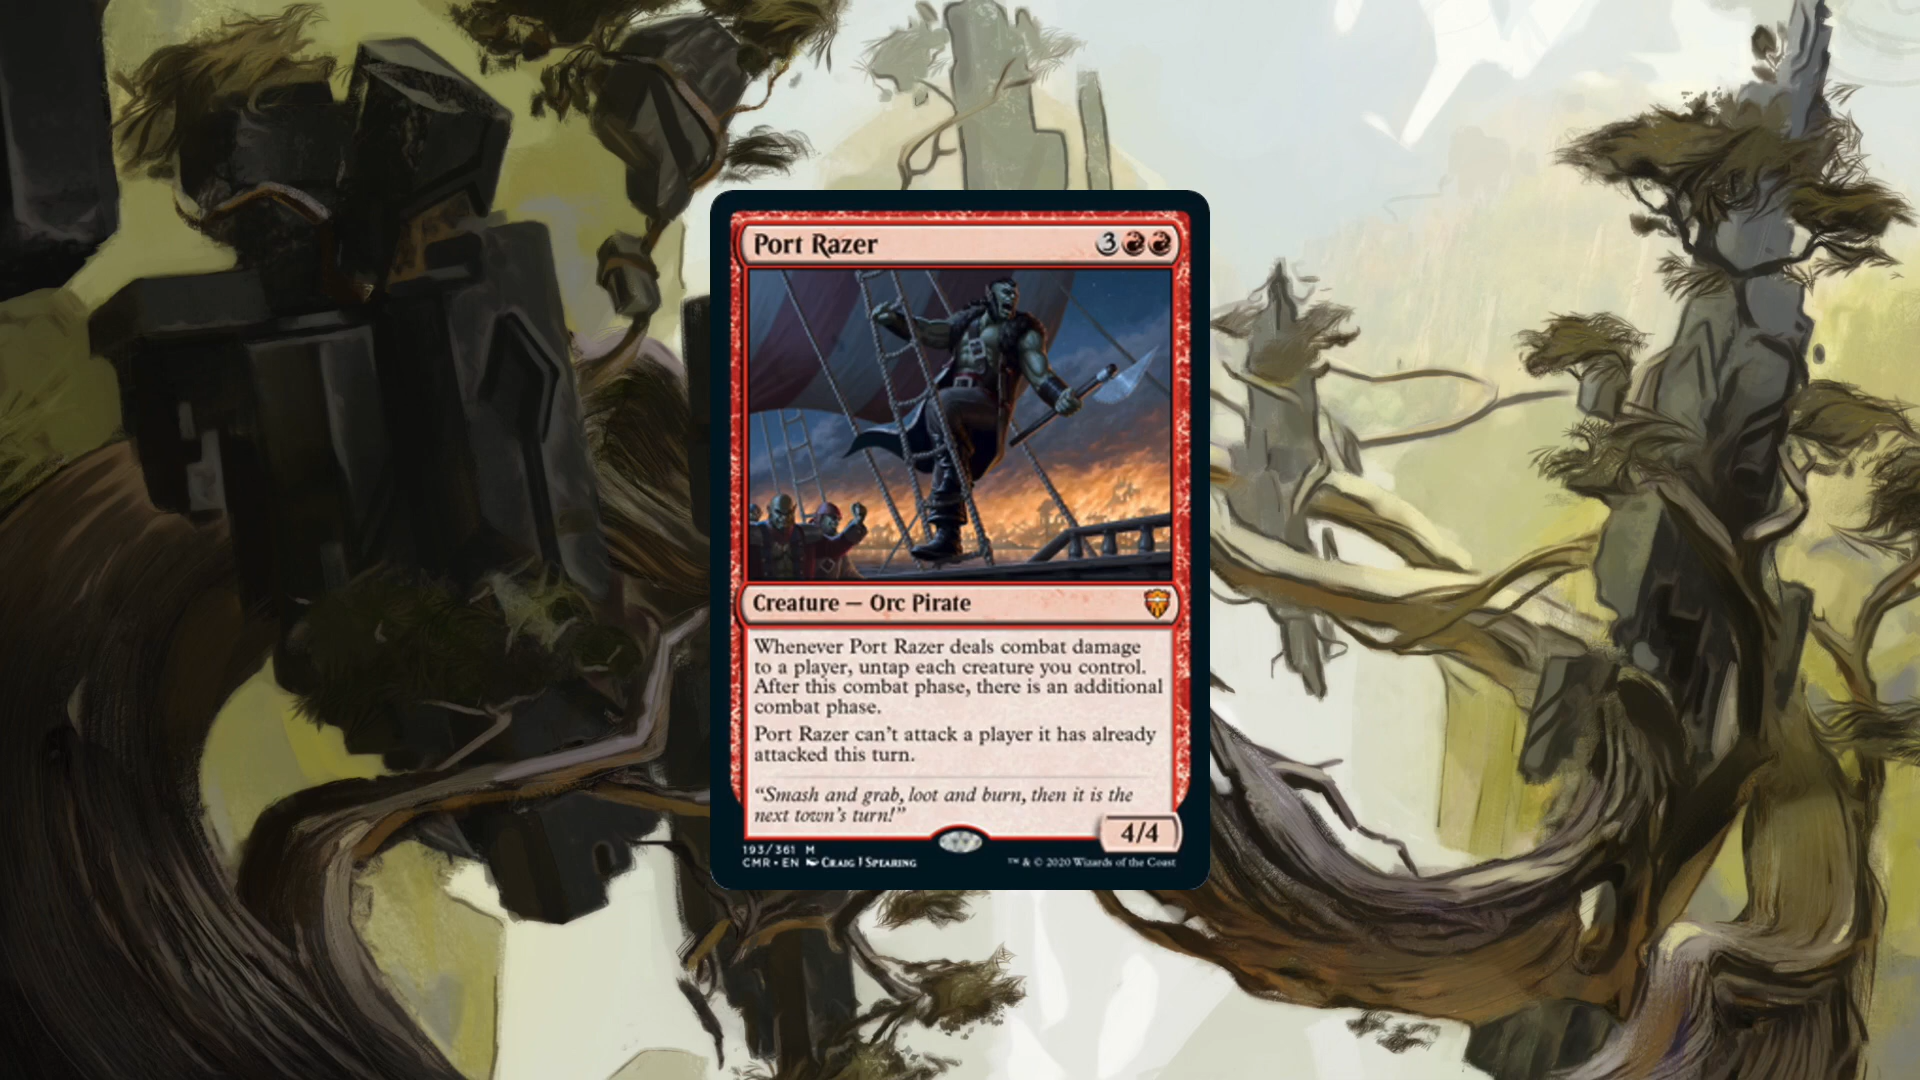 Port Razer 3
Creature — Orc Pirate
Whenever Port Razer deals combat damage
to a player, untap each creature you control.
After this combat phase, there is an additional
combat phase.
Port Razer can't attack a player it has already
attacked this turn.
“Smash and grab, loot and burn, then it is the
next town's turn!”
4/4
193/361 M
CMR • EN Craig J Spearing
™ & © 2020 Wizards of the Coast